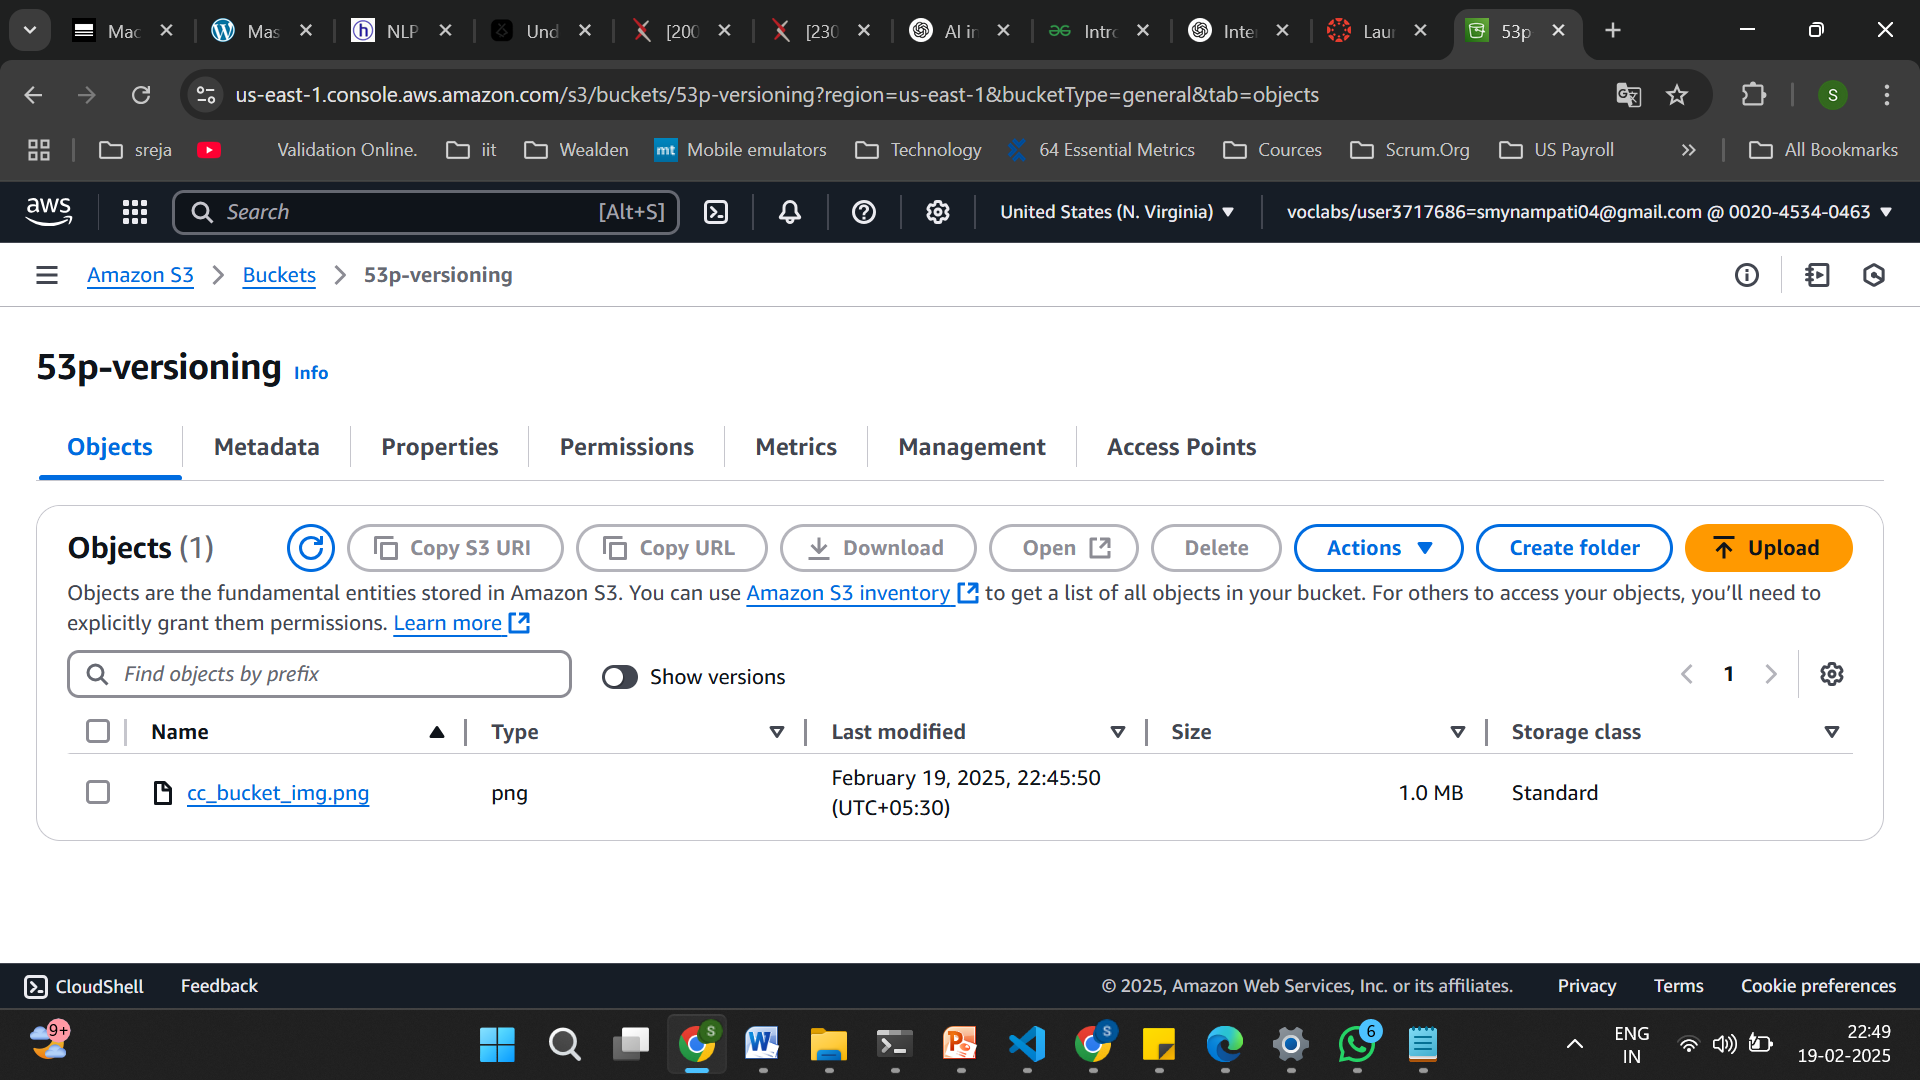 Mac
Mas
NLP
Und
[200
[230
AI in
Intro
Inte
Laun
53p
us-east-1.console.aws.amazon.com/s3/buckets/53p-versioning?region=us-east-1&bucketType=general&tab=objects
S
sreja
Validation Online.
iit
Wealden
mt Mobile emulators
Technology
64 Essential Metrics
Cources
Scrum.Org
US Payroll
»
All Bookmarks
aws
Search [Alt+S]
United States (N. Virginia)
voclabs/user3717686=smynampati04@gmail.com @ 0020-4534-0463
Amazon S3 > Buckets > 53p-versioning
53p-versioning Info
Objects
Metadata
Properties
Permissions
Metrics
Management
Access Points
Objects (1)
Copy S3 URI
Copy URL
Download
Open
Delete
Actions
Create folder
Upload
Objects are the fundamental entities stored in Amazon S3. You can use Amazon S3 inventory to get a list of all objects in your bucket. For others to access your objects, you’ll need to
explicitly grant them permissions. Learn more
Find objects by prefix
Show versions
1
Name
Type
Last modified
Size
Storage class
cc_bucket_img.png
png
February 19, 2025, 22:45:50
(UTC+05:30)
1.0 MB
Standard
CloudShell
Feedback
© 2025, Amazon Web Services, Inc. or its affiliates.
Privacy
Terms
Cookie preferences
9+
S
S
6
ENG
IN
22:49
19-02-2025